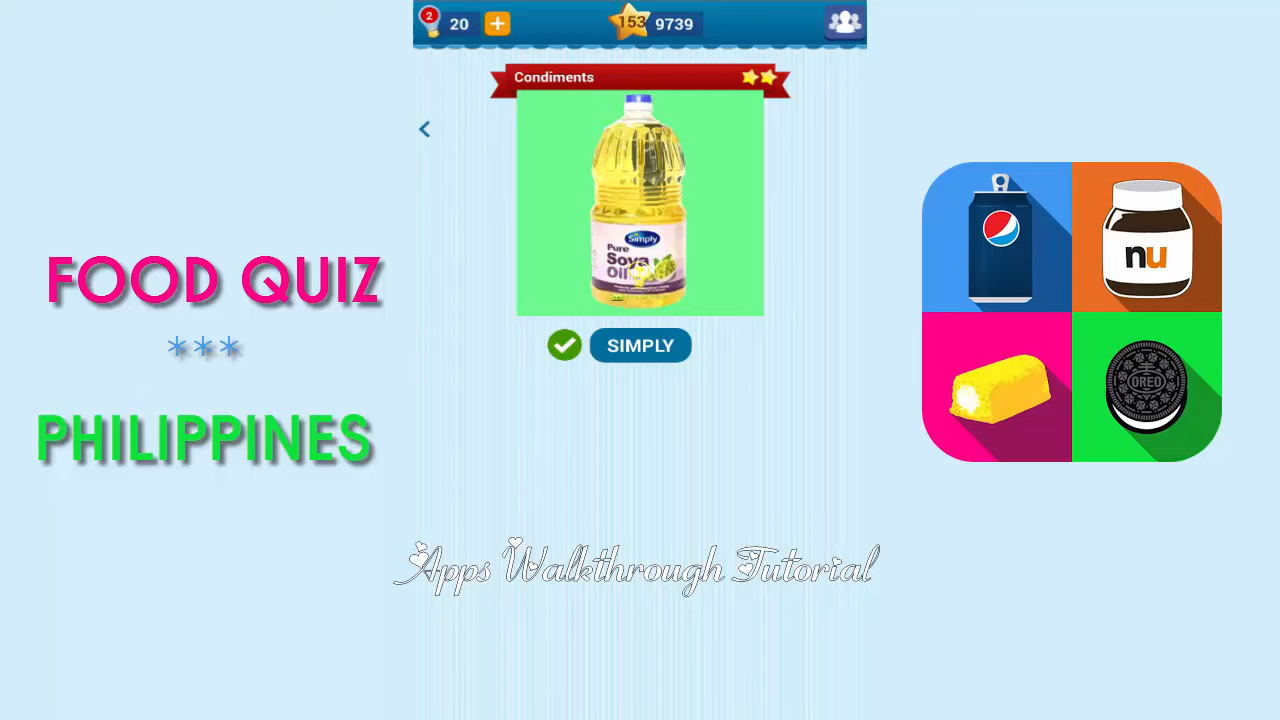 2
20
153
9739
Condiments
Simply
Pure
Soya
Oil
SIMPLY
FOOD QUIZ
***
PHILIPPINES
nu
OREO
Apps Walkthrough Tutorial